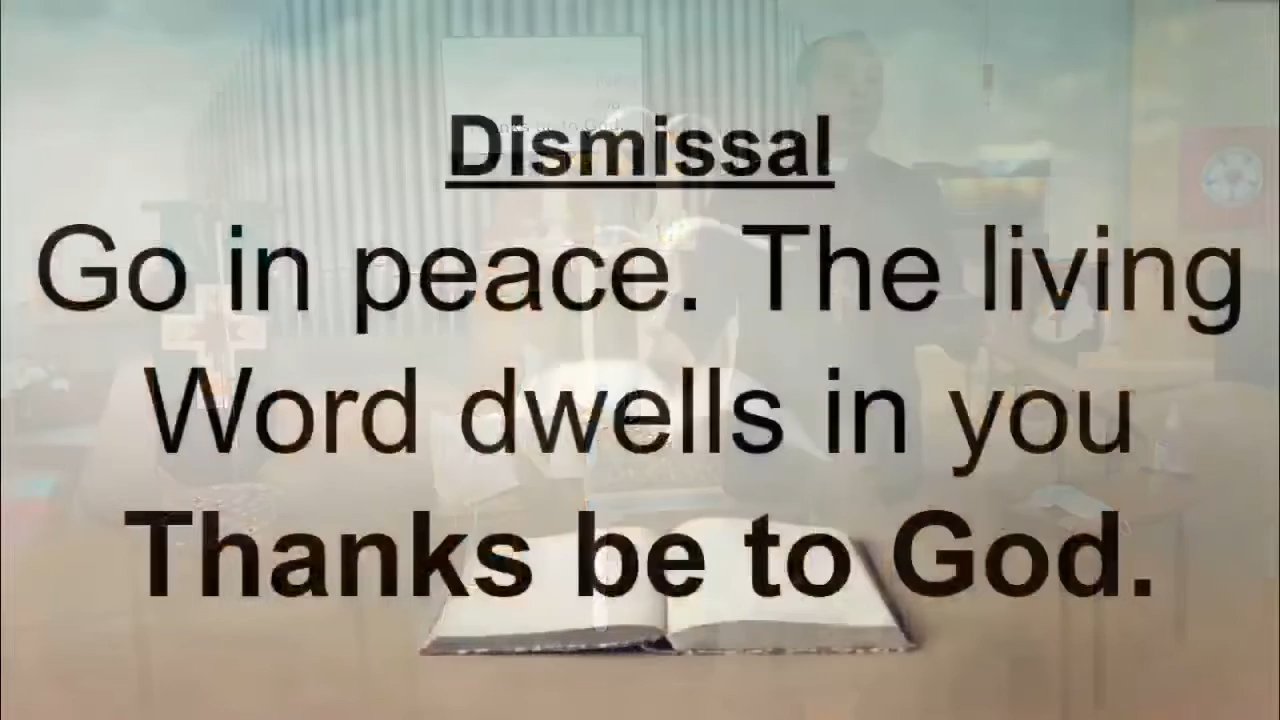 Dismissal
Go in peace. The living
Word dwells in you
Thanks be to God.